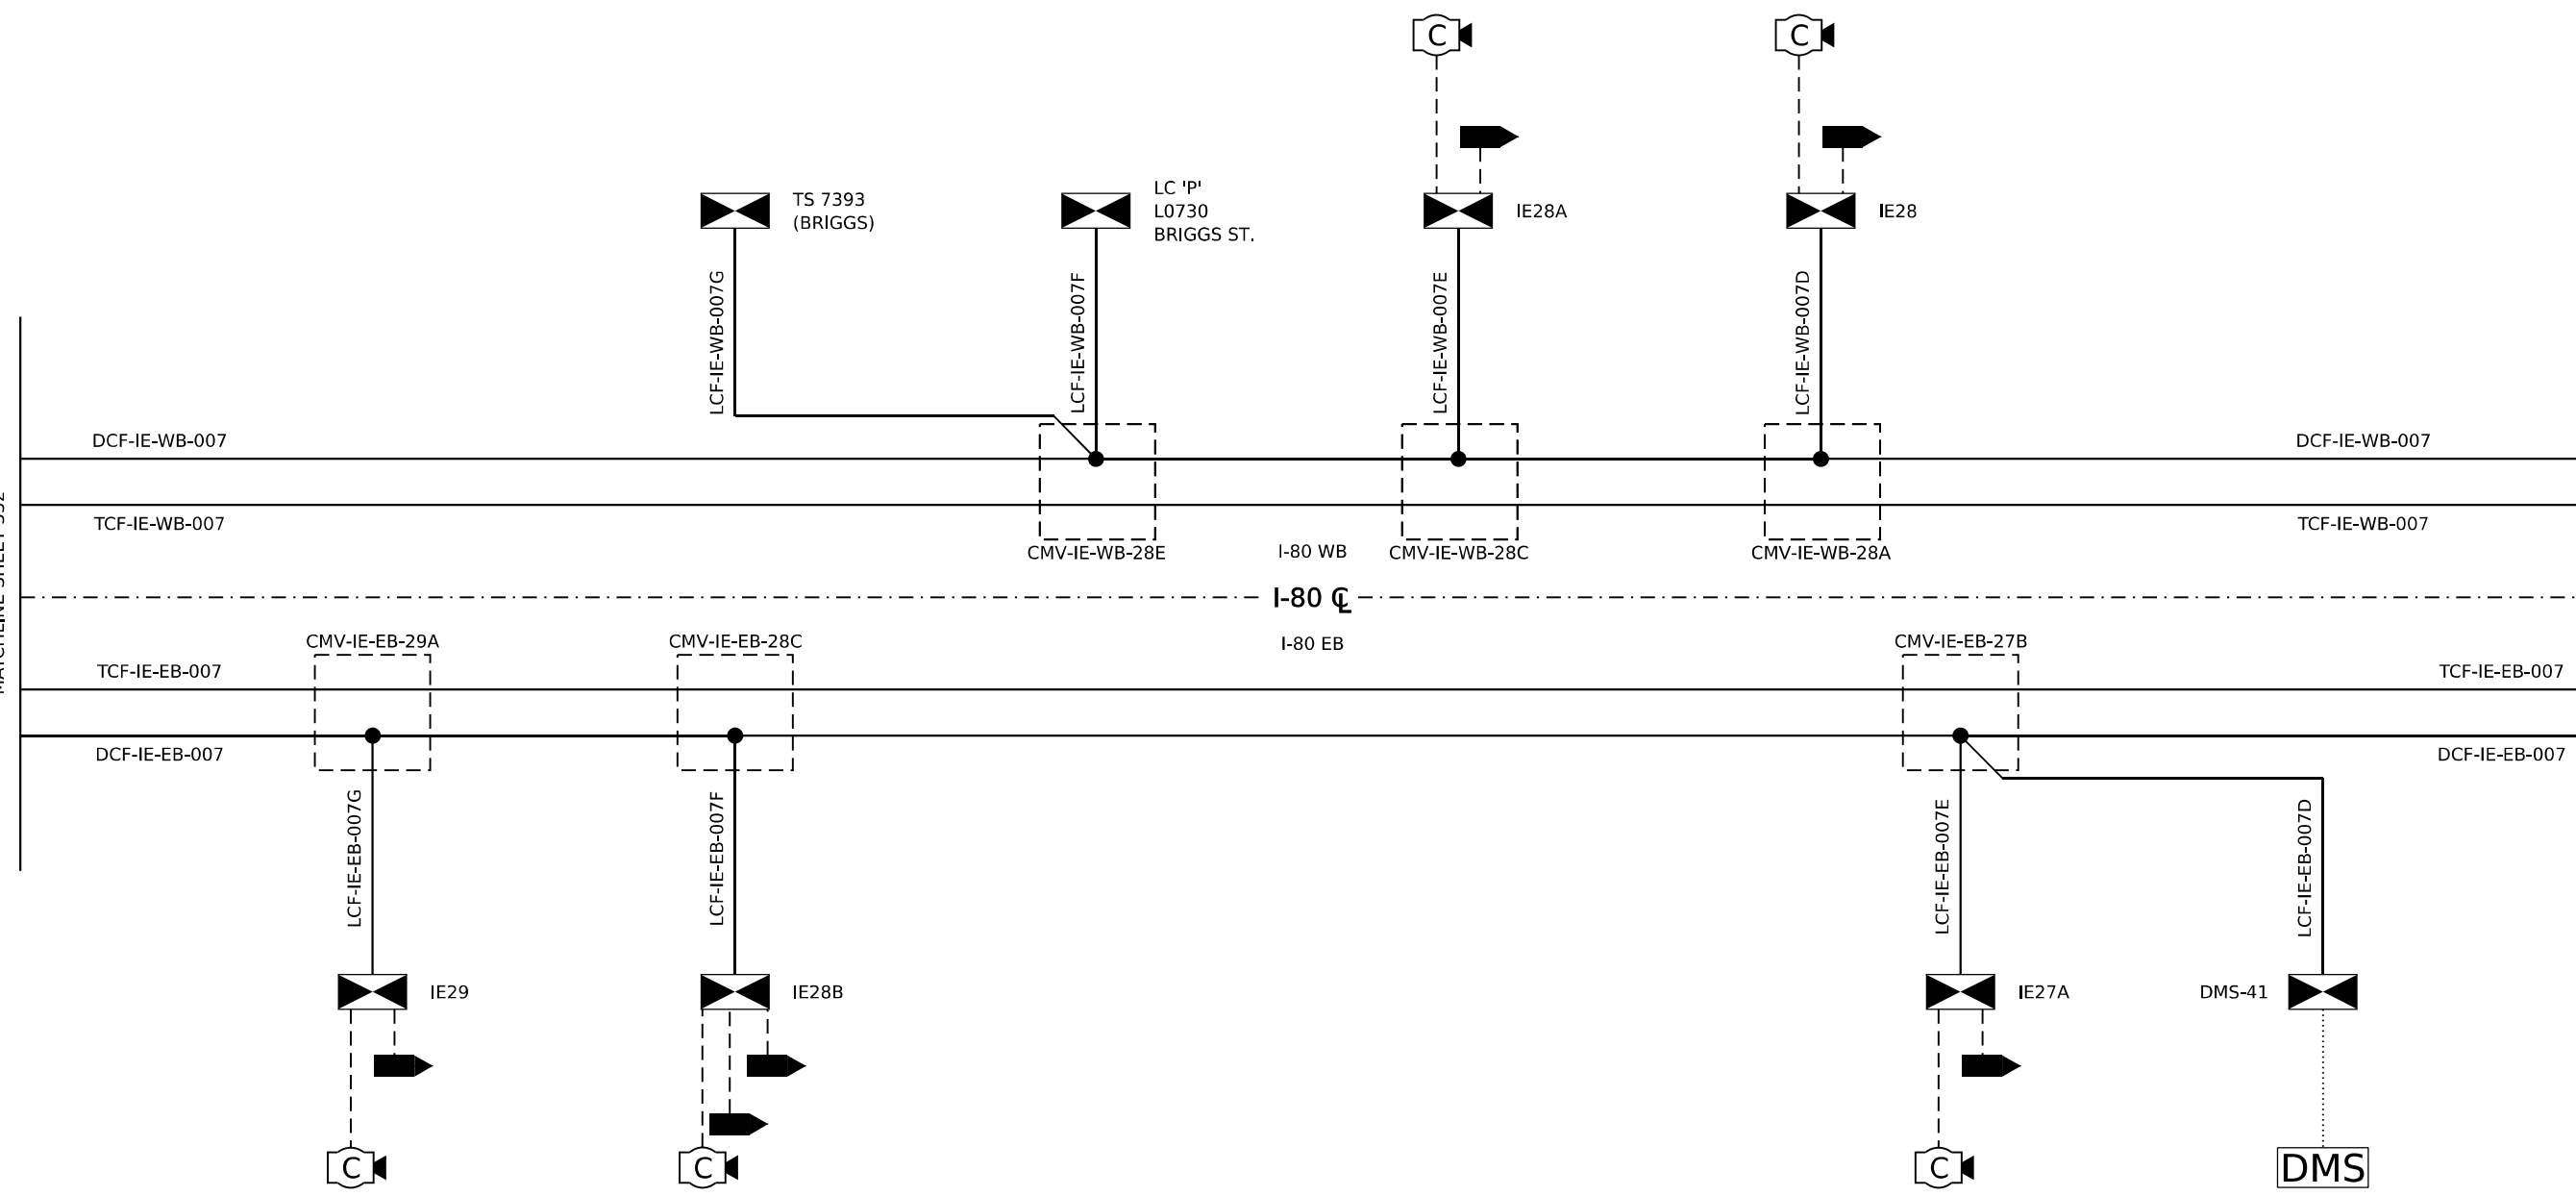 C
C
TS 7393
(BRIGGS)
LC 'P'
L0730
BRIGGS ST.
IE28A
IE28
LCF-IE-WB-007G
LCF-IE-WB-007F
LCF-IE-WB-007E
LCF-IE-WB-007D
DCF-IE-WB-007
DCF-IE-WB-007
TCF-IE-WB-007
TCF-IE-WB-007
CMV-IE-WB-28E
I-80 WB
CMV-IE-WB-28C
CMV-IE-WB-28A
I-80 ℄
I-80 EB
CMV-IE-EB-29A
CMV-IE-EB-28C
CMV-IE-EB-27B
TCF-IE-EB-007
TCF-IE-EB-007
DCF-IE-EB-007
DCF-IE-EB-007
LCF-IE-EB-007G
LCF-IE-EB-007F
LCF-IE-EB-007E
LCF-IE-EB-007D
IE29
IE28B
IE27A
DMS-41
C
C
C
DMS